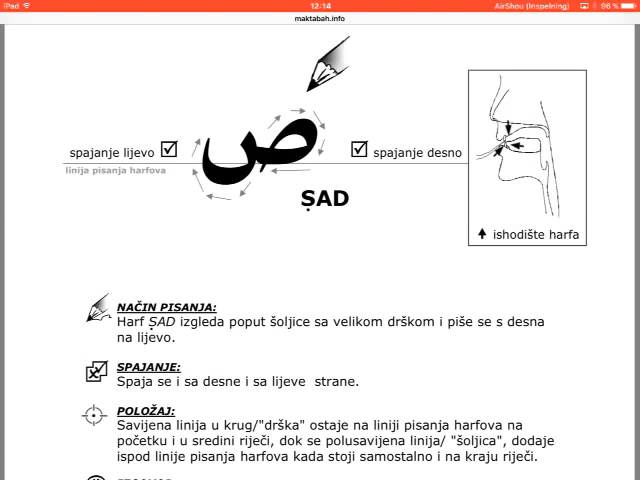 iPad 12:14 AirShou (Inspelning) 96 %
maktabah.info
ص
spajanje lijevo
spajanje desno
linija pisanja harfova
ṢAD
ishodište harfa
NAČIN PISANJA:
Harf ṢAD izgleda poput šoljice sa velikom drškom i piše se s desna
na lijevo.
SPAJANJE:
Spaja se i sa desne i sa lijeve strane.
POLOŽAJ:
Savijena linija u krug/"drška" ostaje na liniji pisanja harfova na
početku i u sredini riječi, dok se polusavijena linija/ "šoljica", dodaje
ispod linije pisanja harfova kada stoji samostalno i na kraju riječi.